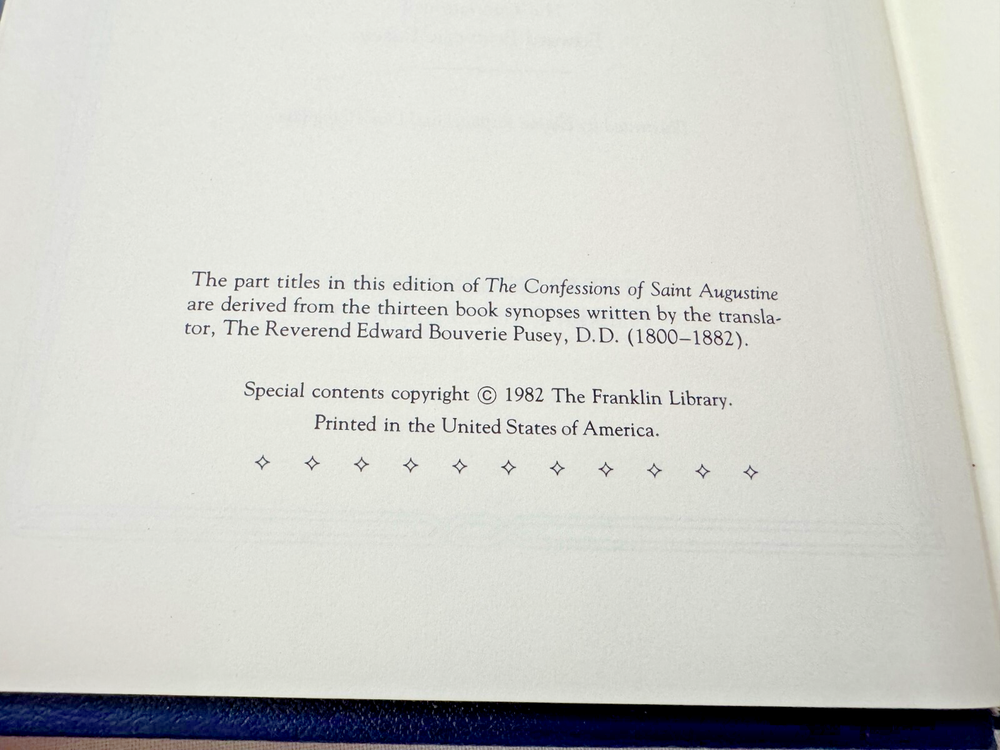 The part titles in this edition of The Confessions of Saint Augustine
are derived from the thirteen book synopses written by the transla-
tor, The Reverend Edward Bouverie Pusey, D.D. (1800–1882).
Special contents copyright © 1982 The Franklin Library.
Printed in the United States of America.